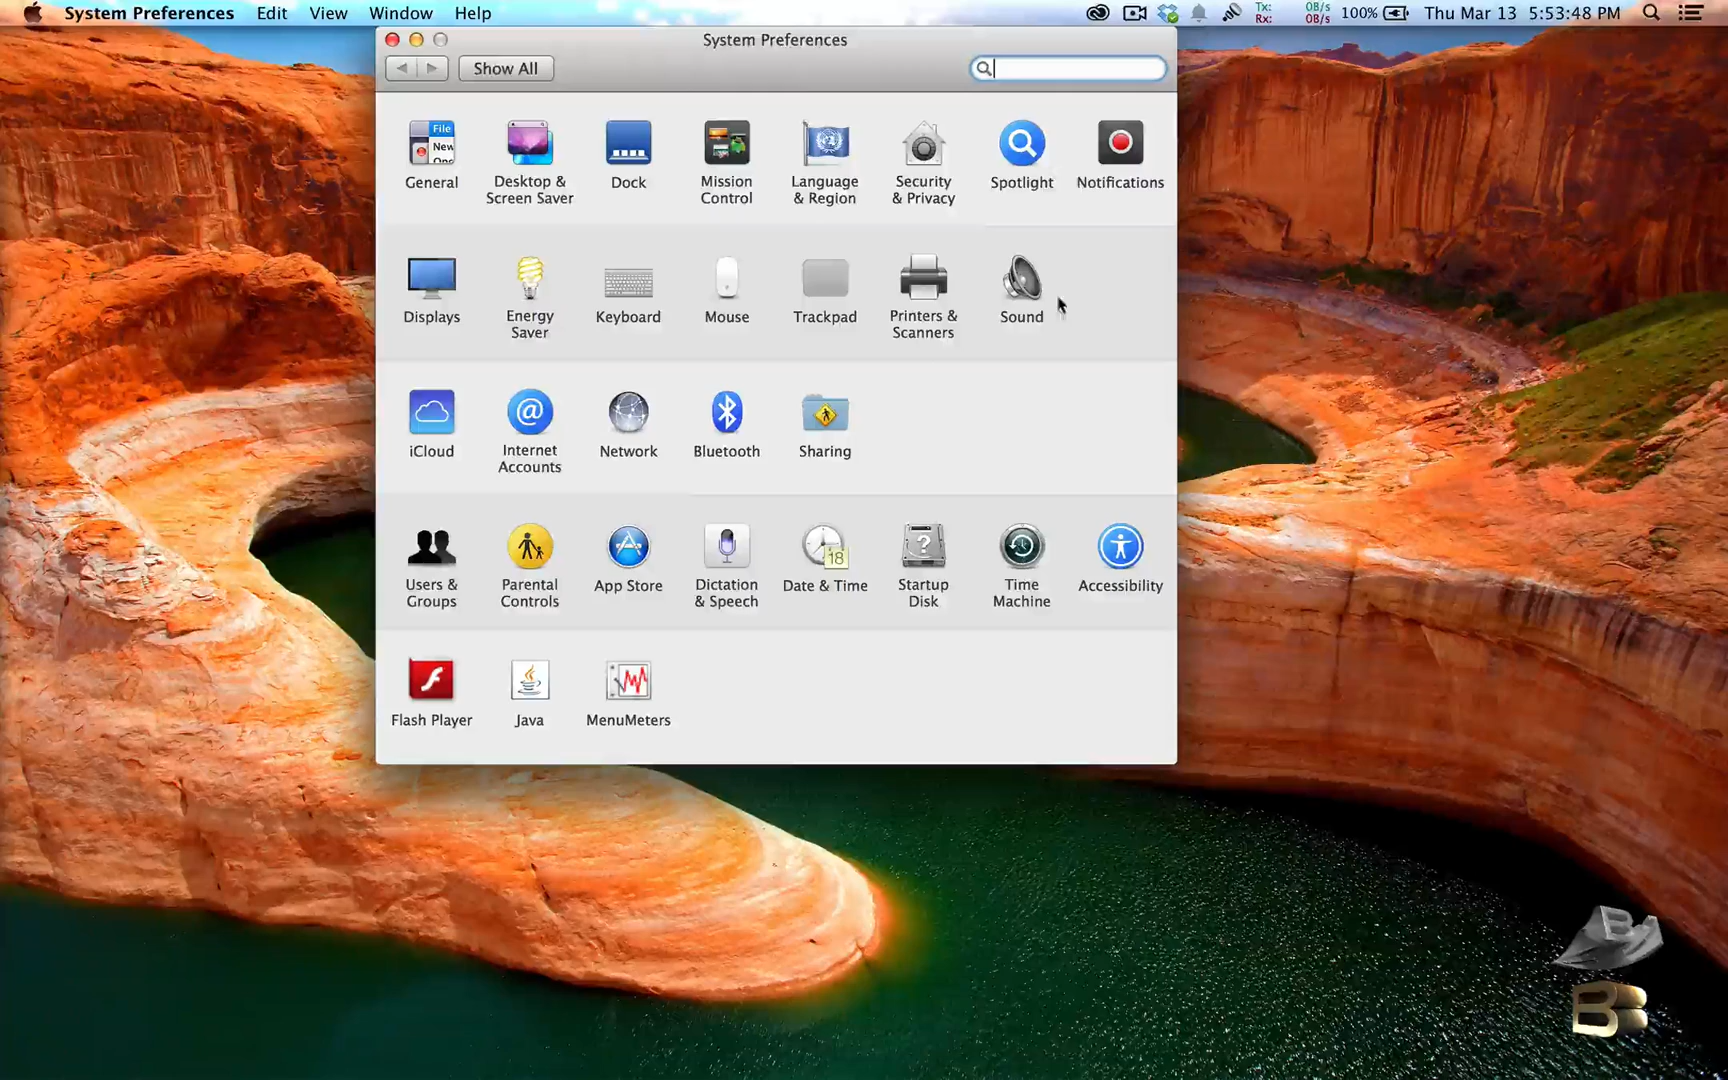 System Preferences Edit View Window Help
Tx: 0B/s
Rx: 0B/s
100% Thu Mar 13 5:53:48 PM
System Preferences
Show All
File
New
General
Desktop &
Screen Saver
Dock
Mission
Control
Language
& Region
Security
& Privacy
Spotlight
Notifications
Displays
Energy
Saver
Keyboard
Mouse
Trackpad
Printers &
Scanners
Sound
iCloud
@
Internet
Accounts
Network
Bluetooth
Sharing
Users &
Groups
Parental
Controls
App Store
Dictation
& Speech
18
Date & Time
?
Startup
Disk
Time
Machine
Accessibility
Flash Player
Java
MenuMeters
B
B